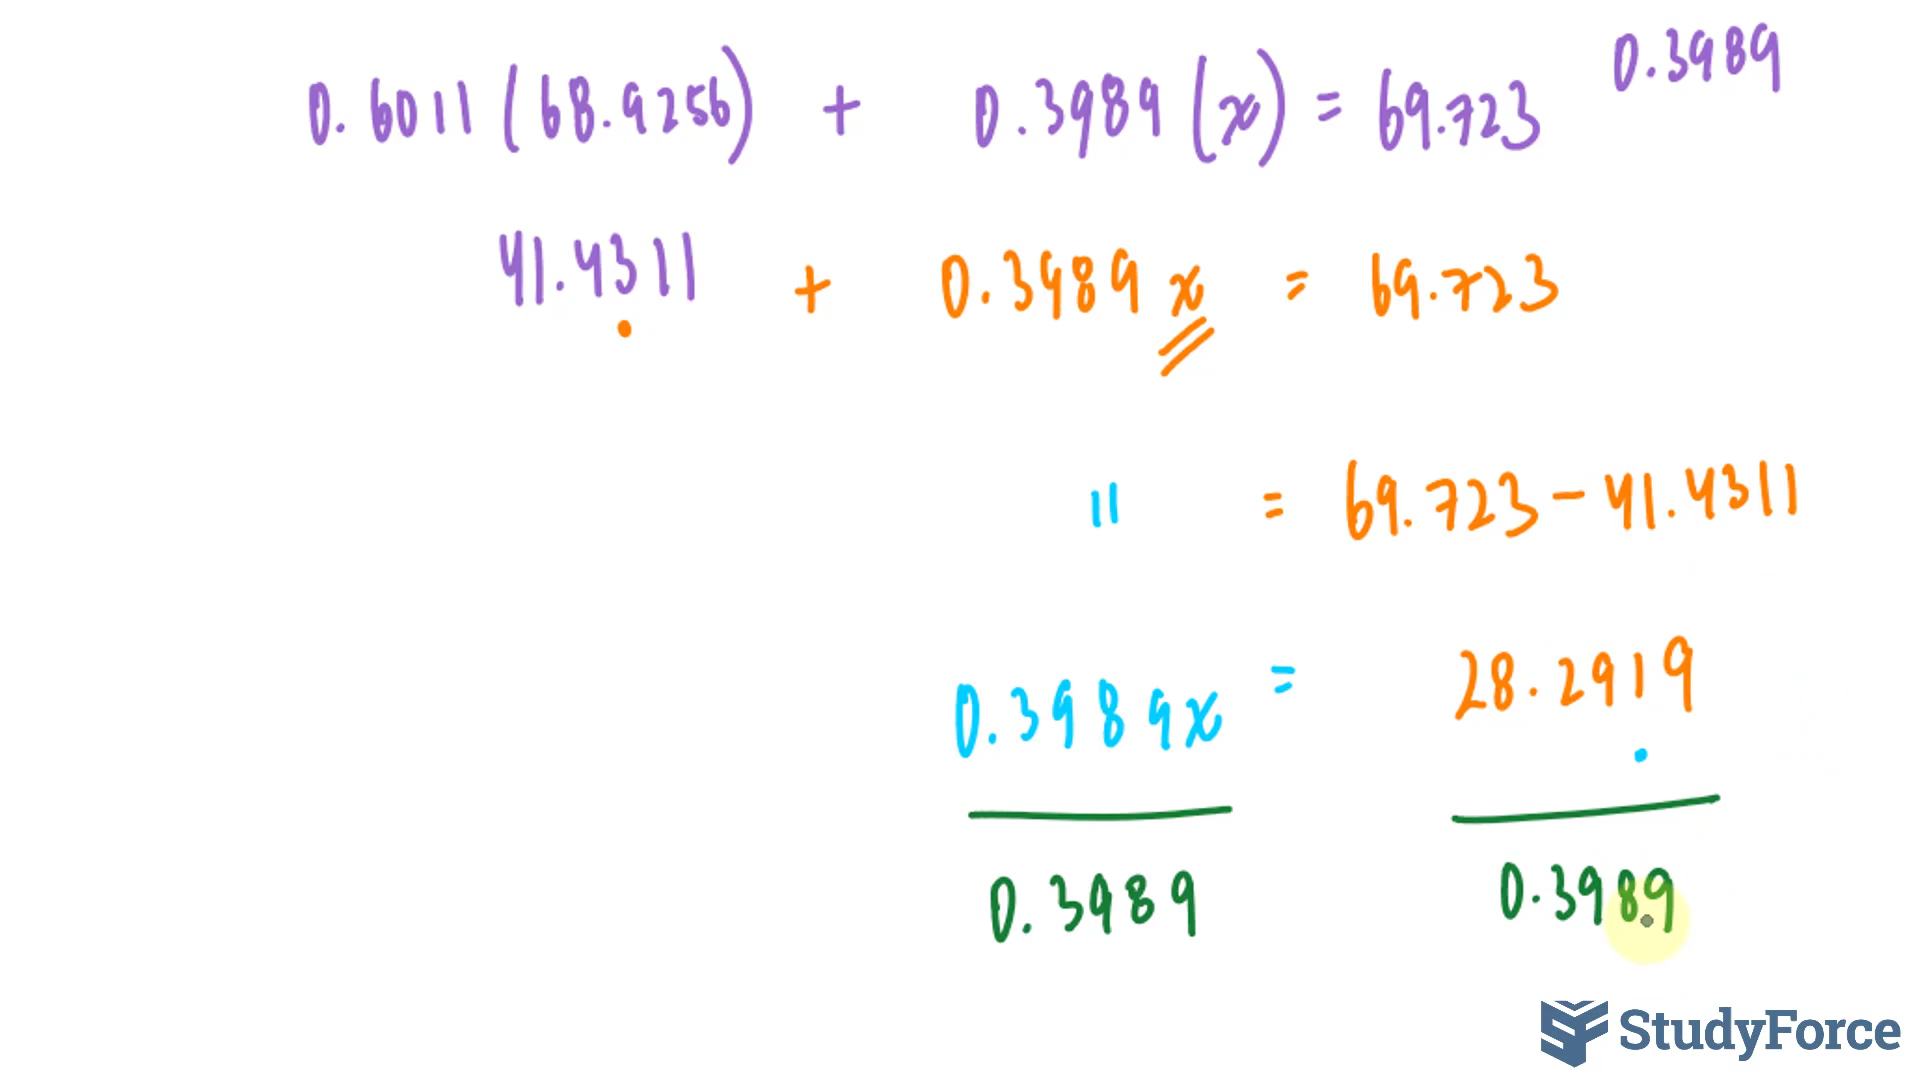 0.3989
0.6011 (68.9256) + 0.3989 (x) = 69.723
41.4311 + 0.3989 x = 69.723
11 = 69.723 - 41.4311
0.3989x = 28.2919
0.3989 0.3989
StudyForce